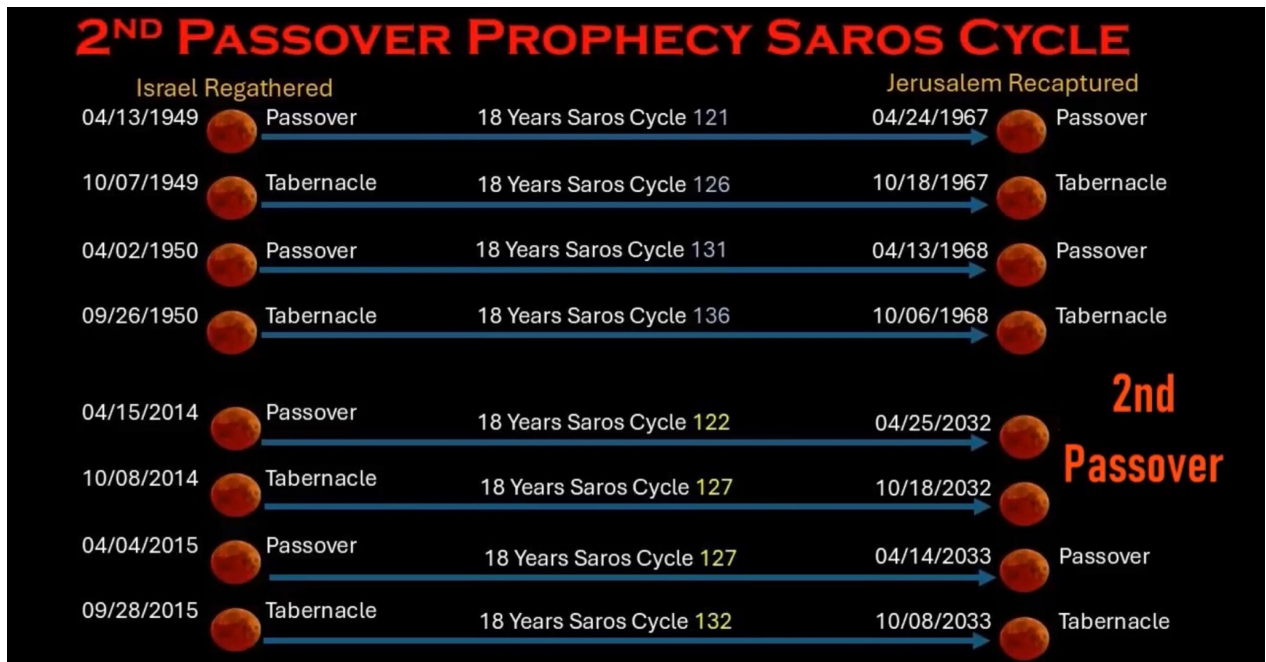 2ND PASSOVER PROPHECY SAROS CYCLE
Israel Regathered
Jerusalem Recaptured
04/13/1949 Passover 18 Years Saros Cycle 121 04/24/1967 Passover
10/07/1949 Tabernacle 18 Years Saros Cycle 126 10/18/1967 Tabernacle
04/02/1950 Passover 18 Years Saros Cycle 131 04/13/1968 Passover
09/26/1950 Tabernacle 18 Years Saros Cycle 136 10/06/1968 Tabernacle
04/15/2014 Passover 18 Years Saros Cycle 122 04/25/2032
2nd
Passover
10/08/2014 Tabernacle 18 Years Saros Cycle 127 10/18/2032
04/04/2015 Passover 18 Years Saros Cycle 127 04/14/2033 Passover
09/28/2015 Tabernacle 18 Years Saros Cycle 132 10/08/2033 Tabernacle